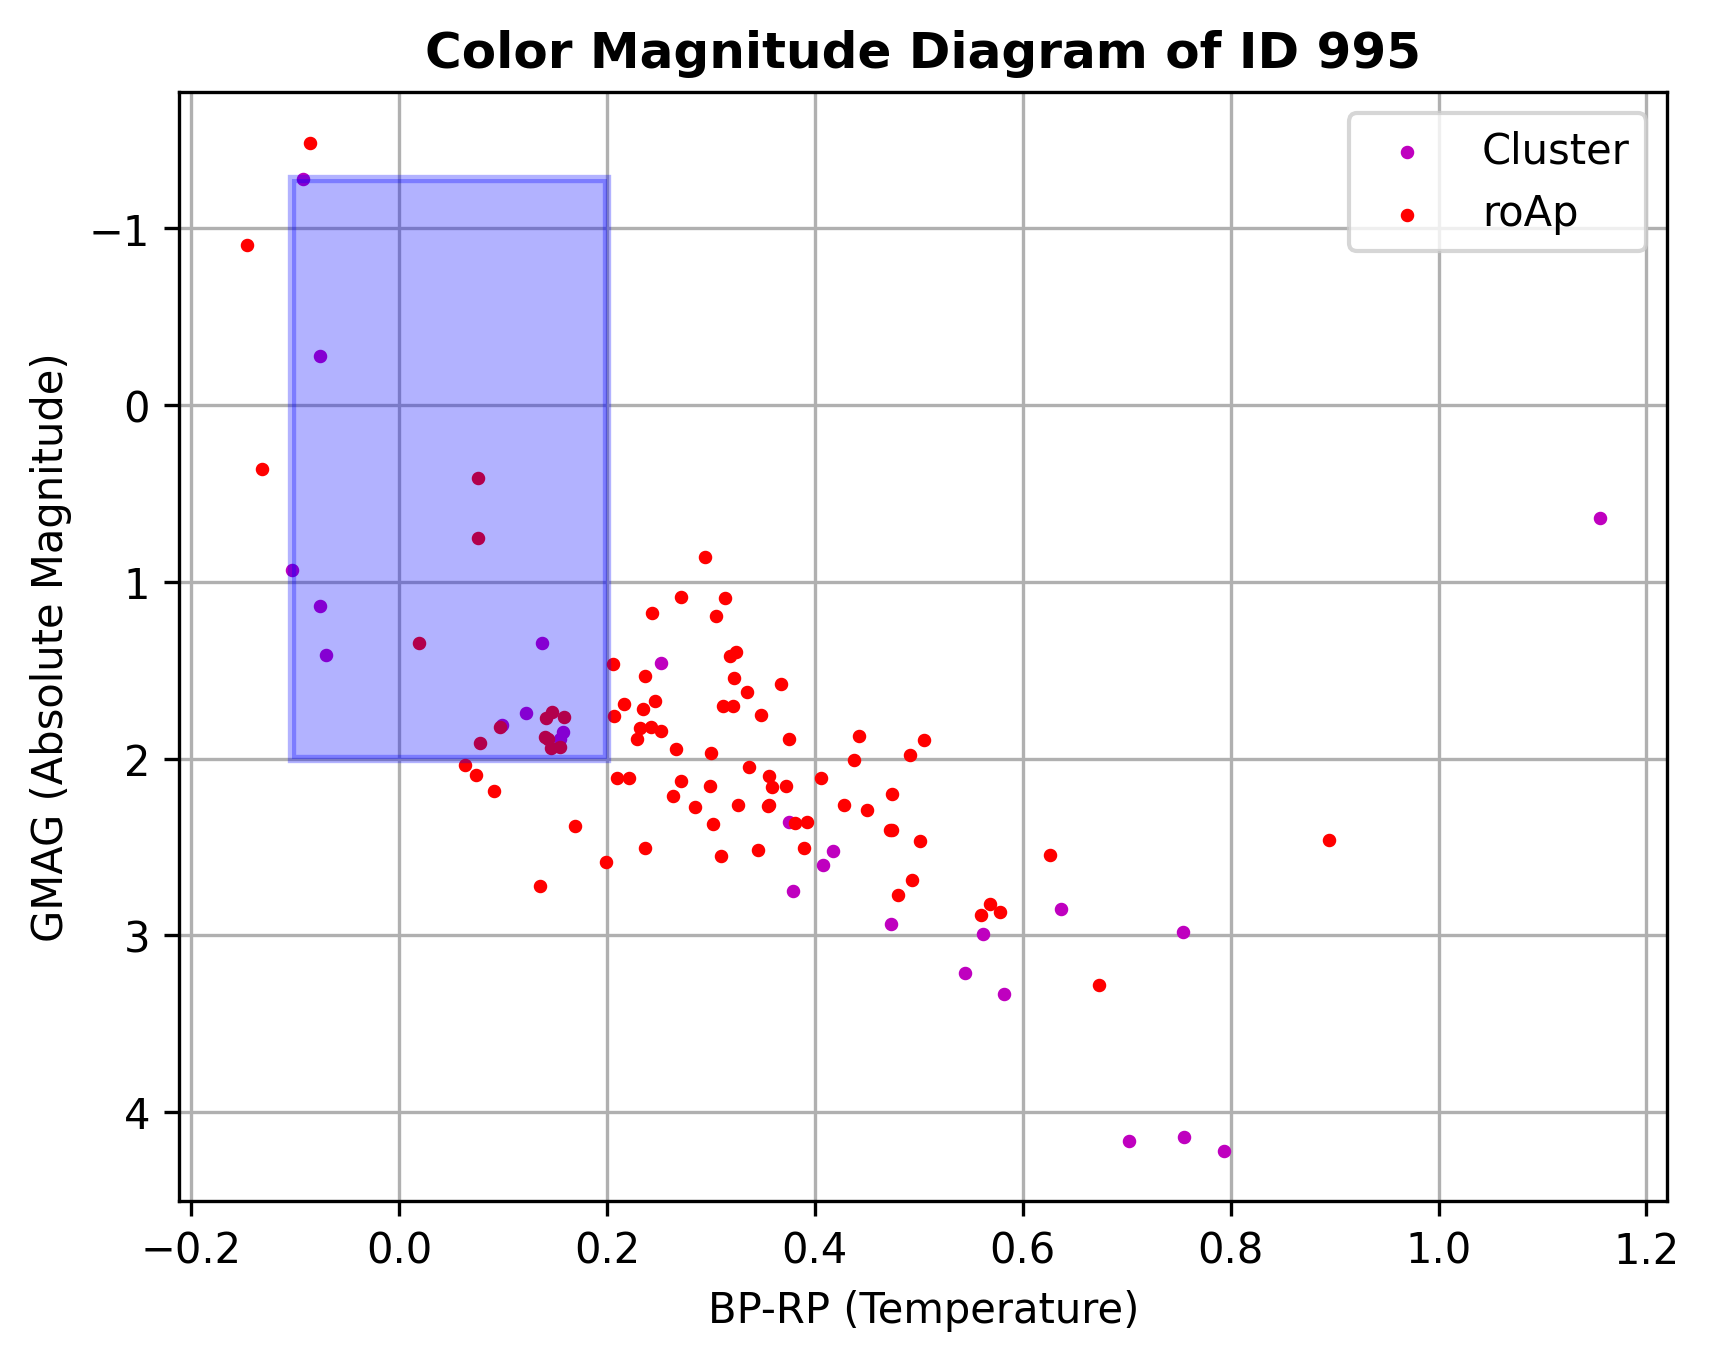 Color Magnitude Diagram of ID 995
Cluster
roAp
−1
0
1
2
3
4
GMAG (Absolute Magnitude)
−0.2 0.0 0.2 0.4 0.6 0.8 1.0 1.2
BP-RP (Temperature)